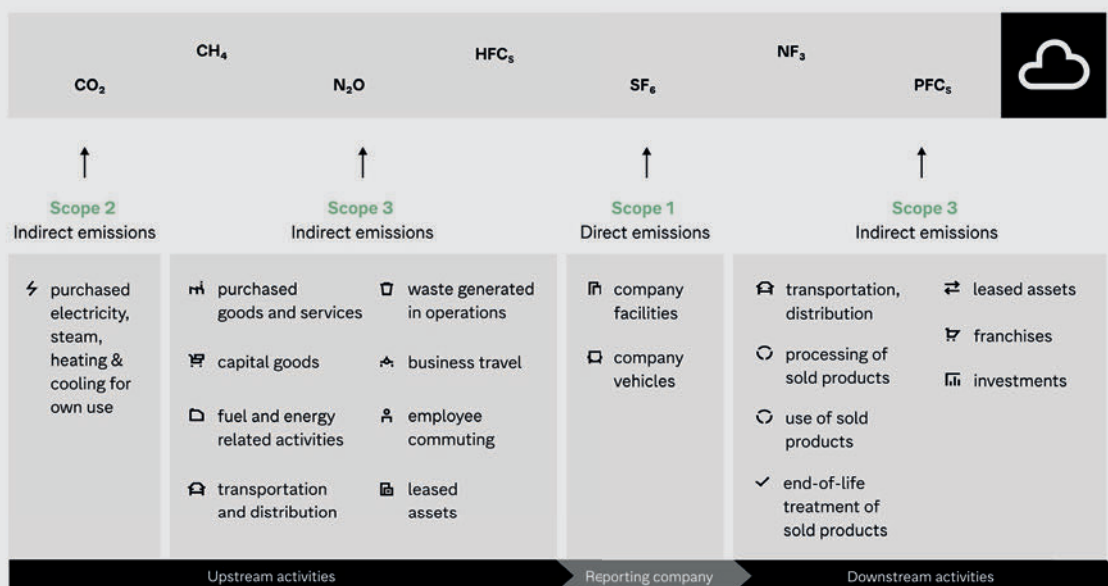 CH₄
HFCₛ
NF₃
CO₂
N₂O
SF₆
PFCₛ
Scope 2
Indirect emissions
Scope 3
Indirect emissions
Scope 1
Direct emissions
Scope 3
Indirect emissions
purchased
electricity,
steam,
heating &
cooling for
own use
purchased
goods and services
capital goods
fuel and energy
related activities
transportation
and distribution
waste generated
in operations
business travel
employee
commuting
leased
assets
company
facilities
company
vehicles
transportation,
distribution
processing of
sold products
use of sold
products
end-of-life
treatment of
sold products
leased assets
franchises
investments
Upstream activities
Reporting company
Downstream activities